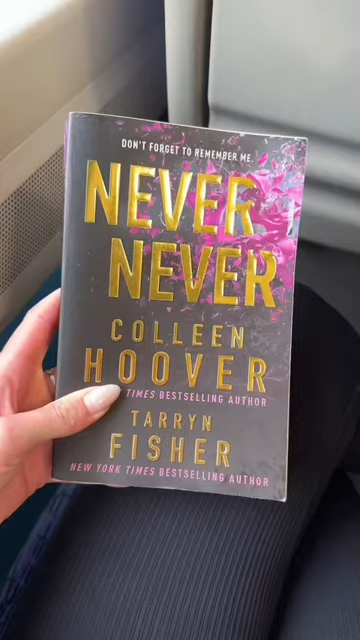 DON'T FORGET TO REMEMBER ME.
NEVER
NEVER
COLLEEN
HOOVER
TIMES BESTSELLING AUTHOR
TARRYN
FISHER
NEW YORK TIMES BESTSELLING AUTHOR